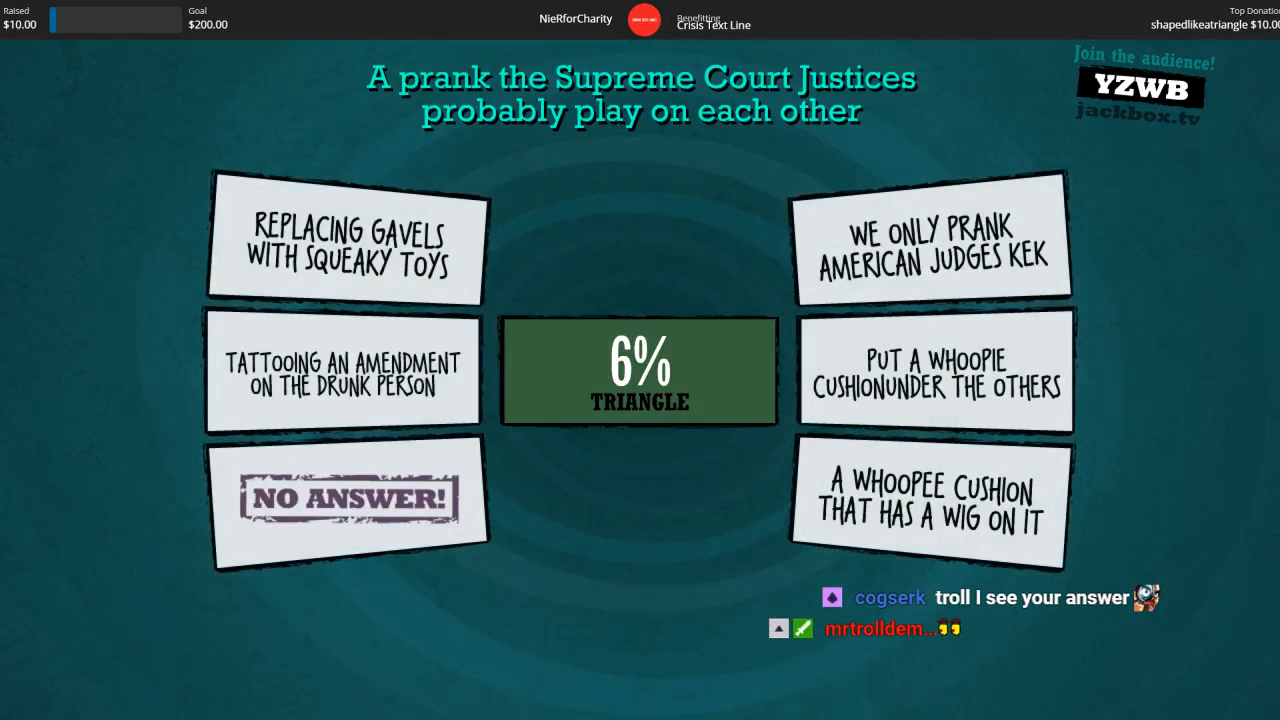 Raised
$10.00
Goal
$200.00
NieRforCharity
Benefitting
Crisis Text Line
Top Donatio
shapedlikeatriangle $10.00
Join the audience!
YZWB
jackbox.tv
A prank the Supreme Court Justices
probably play on each other
REPLACING GAVELS
WITH SQUEAKY TOYS
TATTOOING AN AMENDMENT
ON THE DRUNK PERSON
NO ANSWER!
6%
TRIANGLE
WE ONLY PRANK
AMERICAN JUDGES KEK
PUT A WHOOPIE
CUSHIONUNDER THE OTHERS
A WHOOPEE CUSHION
THAT HAS A WIG ON IT
cogserk troll I see your answer
mrtrolldem...